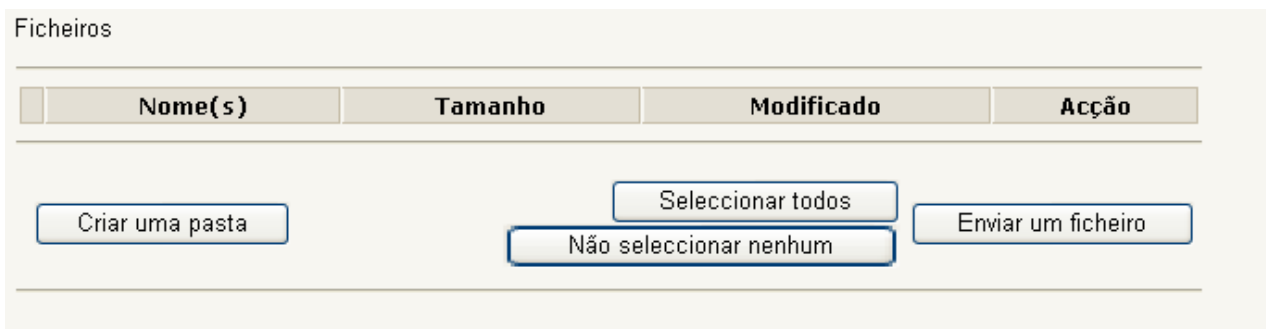 Ficheiros
Nome(s) Tamanho Modificado Acção
Seleccionar todos
Criar uma pasta Enviar um ficheiro
Não seleccionar nenhum